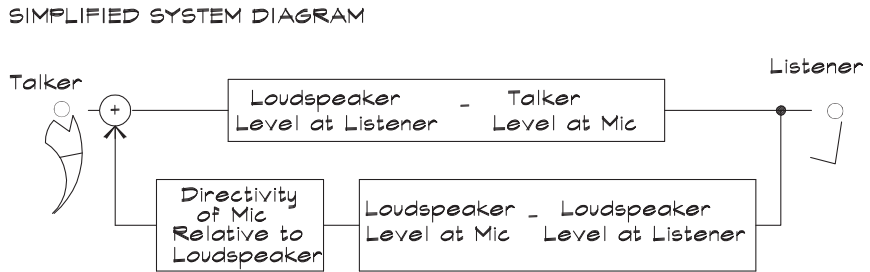 SIMPLIFIED SYSTEM DIAGRAM
Talker
Listener
+
Loudspeaker - Talker
Level at Listener Level at Mic
Directivity
of Mic
Relative to
Loudspeaker
Loudspeaker - Loudspeaker
Level at Mic Level at Listener